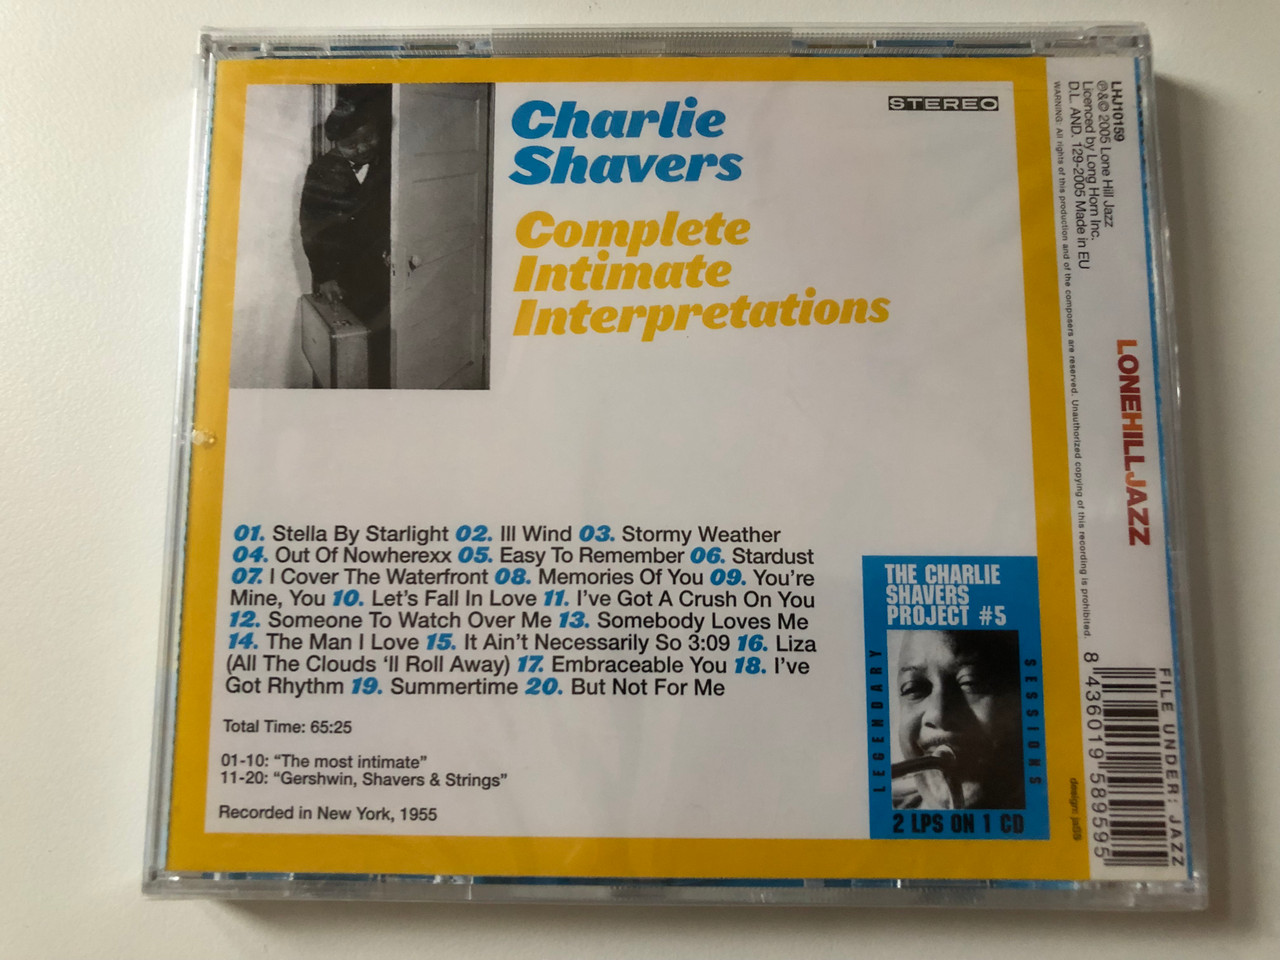 Charlie
Shavers
Complete
Intimate
Interpretations
STEREO
01. Stella By Starlight 02. Ill Wind 03. Stormy Weather
04. Out Of Nowherexx 05. Easy To Remember 06. Stardust
07. I Cover The Waterfront 08. Memories Of You 09. You're
Mine, You 10. Let's Fall In Love 11. I've Got A Crush On You
12. Someone To Watch Over Me 13. Somebody Loves Me
14. The Man I Love 15. It Ain't Necessarily So 3:09 16. Liza
(All The Clouds 'll Roll Away) 17. Embraceable You 18. I've
Got Rhythm 19. Summertime 20. But Not For Me
Total Time: 65:25
01-10: “The most intimate”
11-20: “Gershwin, Shavers & Strings”
Recorded in New York, 1955
THE CHARLIE
SHAVERS
PROJECT #5
LEGENDARY
SESSIONS
2 LPS ON 1 CD
LHJ10159
℗&© 2005 Lone Hill Jazz
Licenced by Long Horn Inc.
D.L. AND. 129-2005 Made in EU
WARNING: All rights of this production and of the composers are reserved. Unauthorized copying of this recording is prohibited.
LONEHILLJAZZ
design: jaSS
8 436019 589595
FILE UNDER: JAZZ